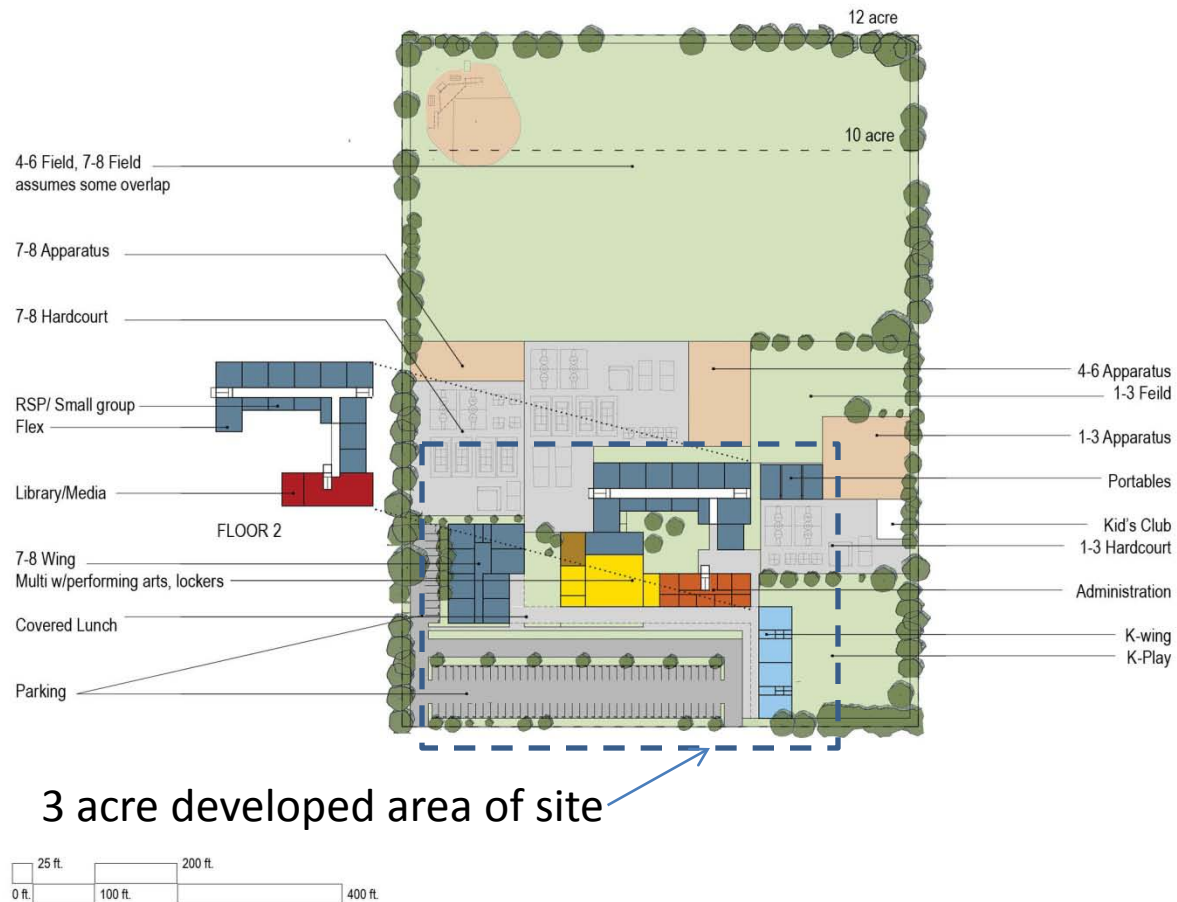 12 acre
10 acre
4-6 Field, 7-8 Field
assumes some overlap
7-8 Apparatus
7-8 Hardcourt
RSP/ Small group
Flex
Library/Media
FLOOR 2
7-8 Wing
Multi w/performing arts, lockers
Covered Lunch
Parking
4-6 Apparatus
1-3 Feild
1-3 Apparatus
Portables
Kid's Club
1-3 Hardcourt
Administration
K-wing
K-Play
3 acre developed area of site
25 ft. 200 ft.
0 ft. 100 ft. 400 ft.